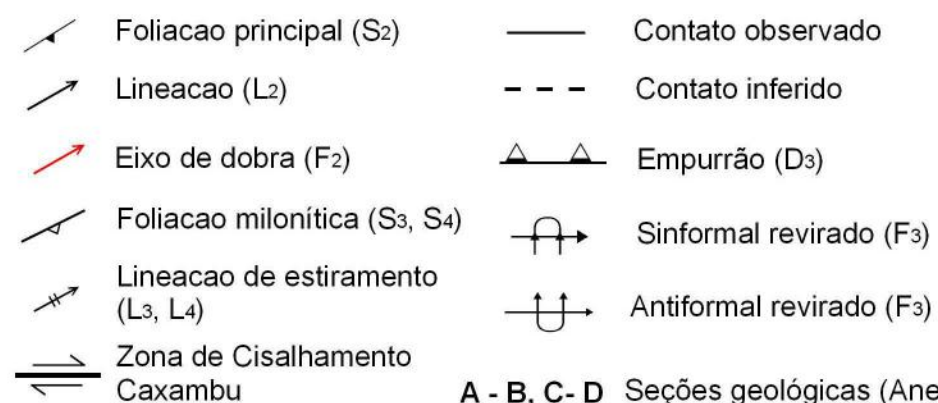 Foliacao principal (S2)
Lineacao (L2)
Eixo de dobra (F2)
Foliacao milonítica (S3, S4)
Lineacao de estiramento
(L3, L4)
Zona de Cisalhamento
Caxambu
Contato observado
Contato inferido
Empurrão (D3)
Sinformal revirado (F3)
Antiformal revirado (F3)
A - B, C- D Seções geológicas (Ane